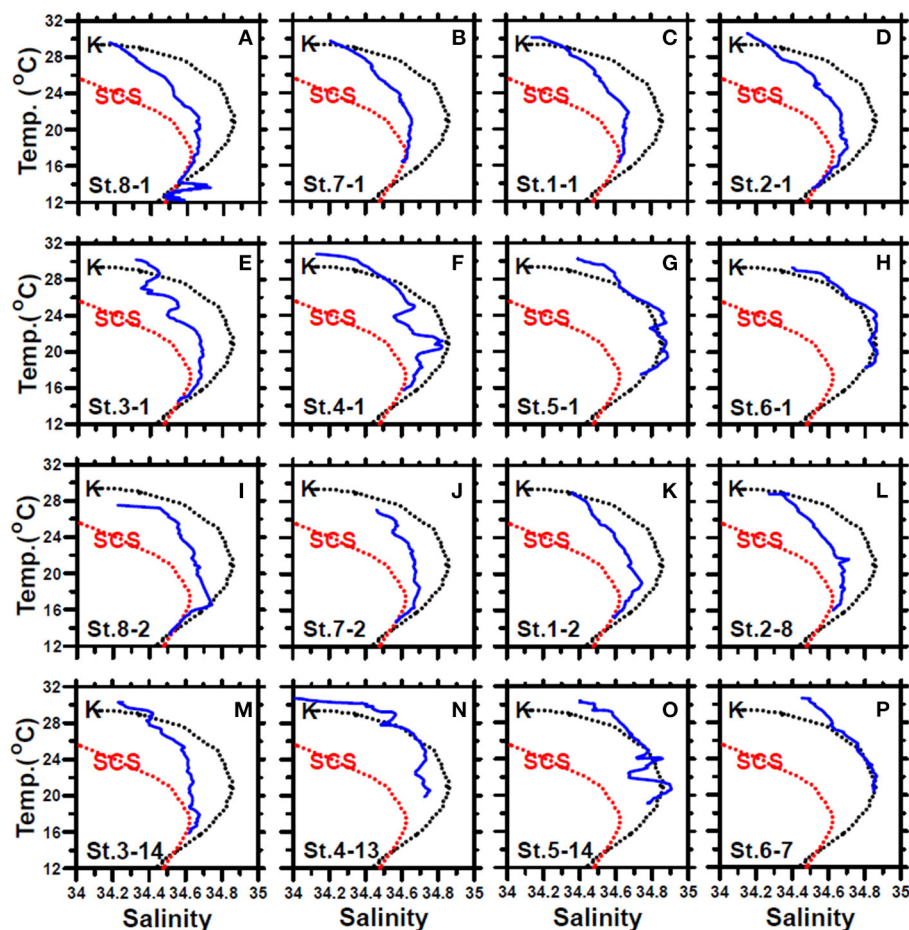 32 A B C D
28 K K K K
24 SCS SCS SCS SCS
20
16
12 St.8-1 St.7-1 St.1-1 St.2-1
Temp. (°C)
32 E F G H
28 K K K K
24 SCS SCS SCS SCS
20
16
12 St.3-1 St.4-1 St.5-1 St.6-1
Temp.(°C)
32 I J K L
28 K K K K
24 SCS SCS SCS SCS
20
16
12 St.8-2 St.7-2 St.1-2 St.2-8
Temp.(°C)
32 M N O P
28 K K K K
24 SCS SCS SCS SCS
20
16
12 St.3-14 St.4-13 St.5-14 St.6-7
Temp.(°C)
34 34.2 34.4 34.6 34.8 35 34.2 34.4 34.6 34.8 35 34 34.2 34.4 34.6 34.8 34 34.2 34.4 34.6 34.8 35
Salinity Salinity Salinity Salinity